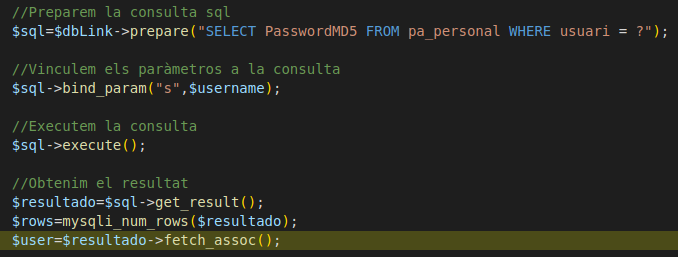 //Preparem la consulta sql
$sql=$dbLink->prepare("SELECT PasswordMD5 FROM pa_personal WHERE usuari = ?");
//Vinculem els paràmetros a la consulta
$sql->bind_param("s",$username);
//Executem la consulta
$sql->execute();
//Obtenim el resultat
$resultado=$sql->get_result();
$rows=mysqli_num_rows($resultado);
$user=$resultado->fetch_assoc();